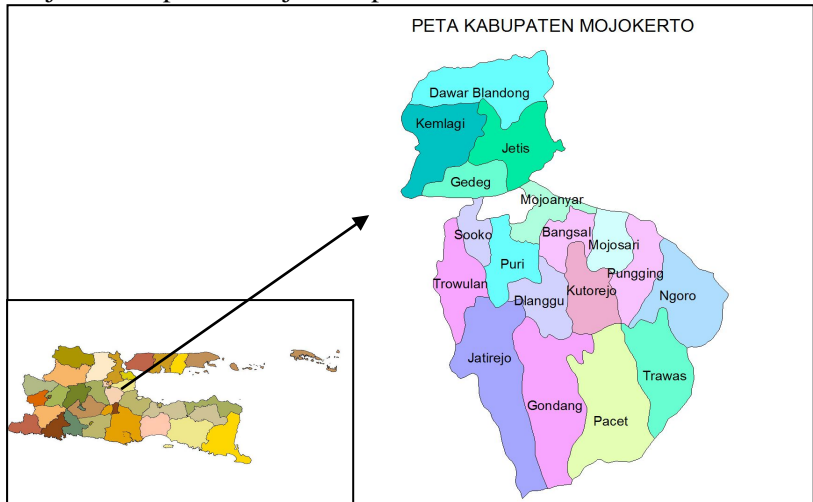 PETA KABUPATEN MOJOKERTO
Dawar Blandong
Kemlagi
Jetis
Gedeg
Mojoanyar
Sooko
Bangsal
Mojosari
Puri
Pungging
Trowulan
Dlanggu
Kutorejo
Ngoro
Jatirejo
Trawas
Gondang
Pacet